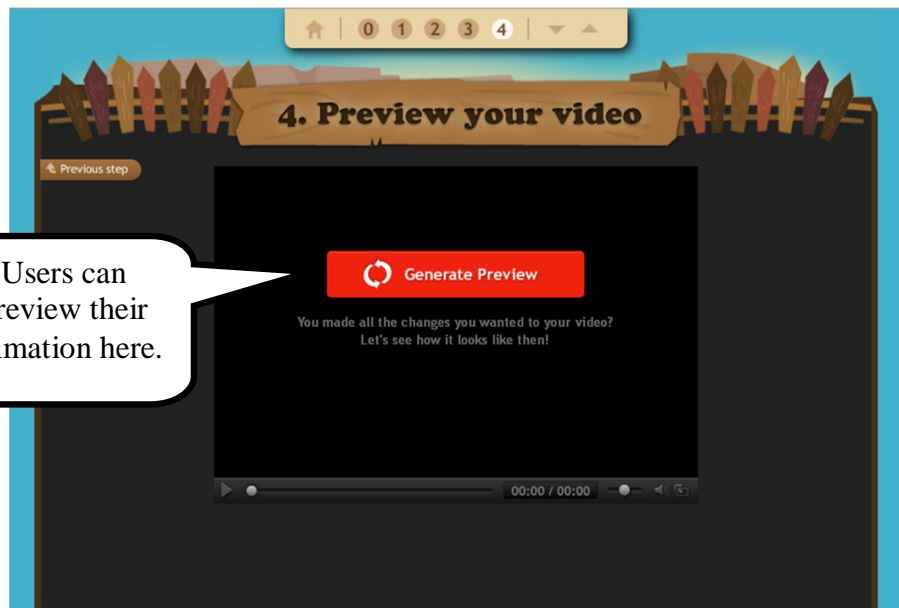 0 1 2 3 4
4. Preview your video
Previous step
Users can
review their
imation here.
Generate Preview
You made all the changes you wanted to your video?
Let's see how it looks like then!
00:00 / 00:00